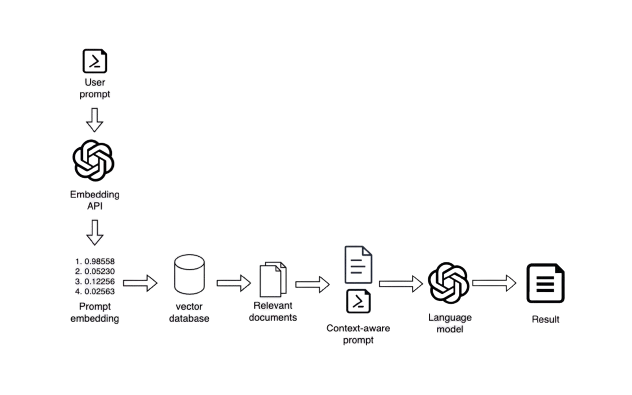 User
prompt
Embedding
API
1. 0.98558
2. 0.05230
3. 0.12256
4. 0.02563
Prompt
embedding
vector
database
Relevant
documents
Context-aware
prompt
Language
model
Result